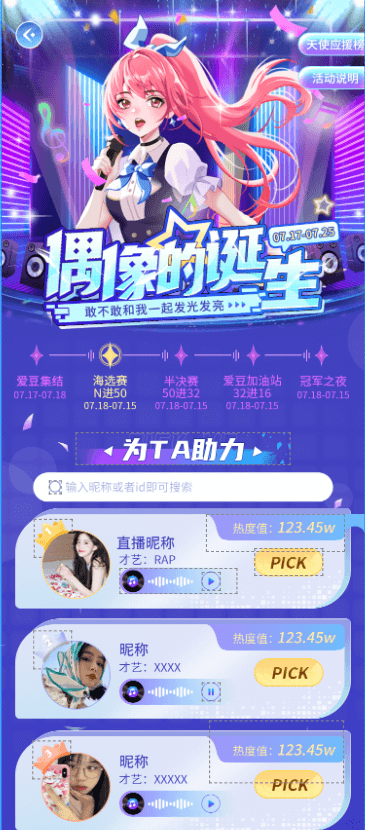 天使应援榜
活动说明
07.17-07.25
偶像的诞生
敢不敢和我一起发光发亮
爱豆集结
07.17-07.18
海选赛
N进50
07.18-07.15
半决赛
50进32
07.18-07.15
爱豆加油站
32进16
07.18-07.15
冠军之夜
07.18-07.15
为TA助力
输入昵称或者id即可搜索
热度值：123.45w
直播昵称
才艺：RAP
PICK
热度值：123.45w
昵称
才艺：XXXX
PICK
热度值：123.45w
昵称
才艺：XXXXX
PICK